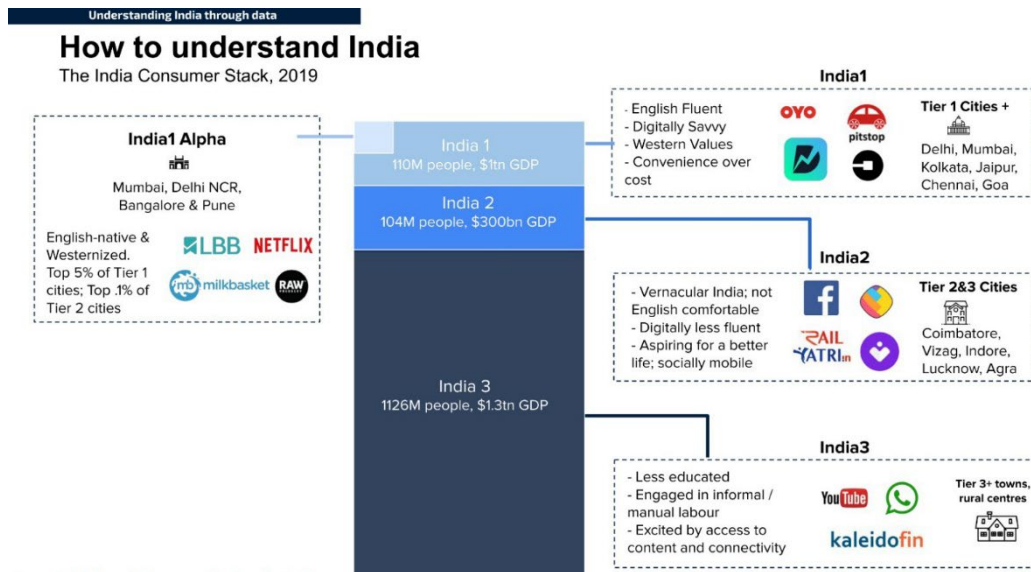 Understanding India through data
How to understand India
The India Consumer Stack, 2019
India1 Alpha
Mumbai, Delhi NCR,
Bangalore & Pune
English-native &
Westernized.
Top 5% of Tier 1
cities; Top .1% of
Tier 2 cities
LBB
NETFLIX
mb milkbasket
RAW
India 1
110M people, $1tn GDP
India 2
104M people, $300bn GDP
India 3
1126M people, $1.3tn GDP
India1
- English Fluent
- Digitally Savvy
- Western Values
- Convenience over
cost
OYO
pitstop
Tier 1 Cities +
Delhi, Mumbai,
Kolkata, Jaipur,
Chennai, Goa
India2
- Vernacular India; not
English comfortable
- Digitally less fluent
- Aspiring for a better
life; socially mobile
f
RAIL
YATRI.in
Tier 2&3 Cities
Coimbatore,
Vizag, Indore,
Lucknow, Agra
India3
- Less educated
- Engaged in informal /
manual labour
- Excited by access to
content and connectivity
YouTube
kaleidofin
Tier 3+ towns,
rural centres